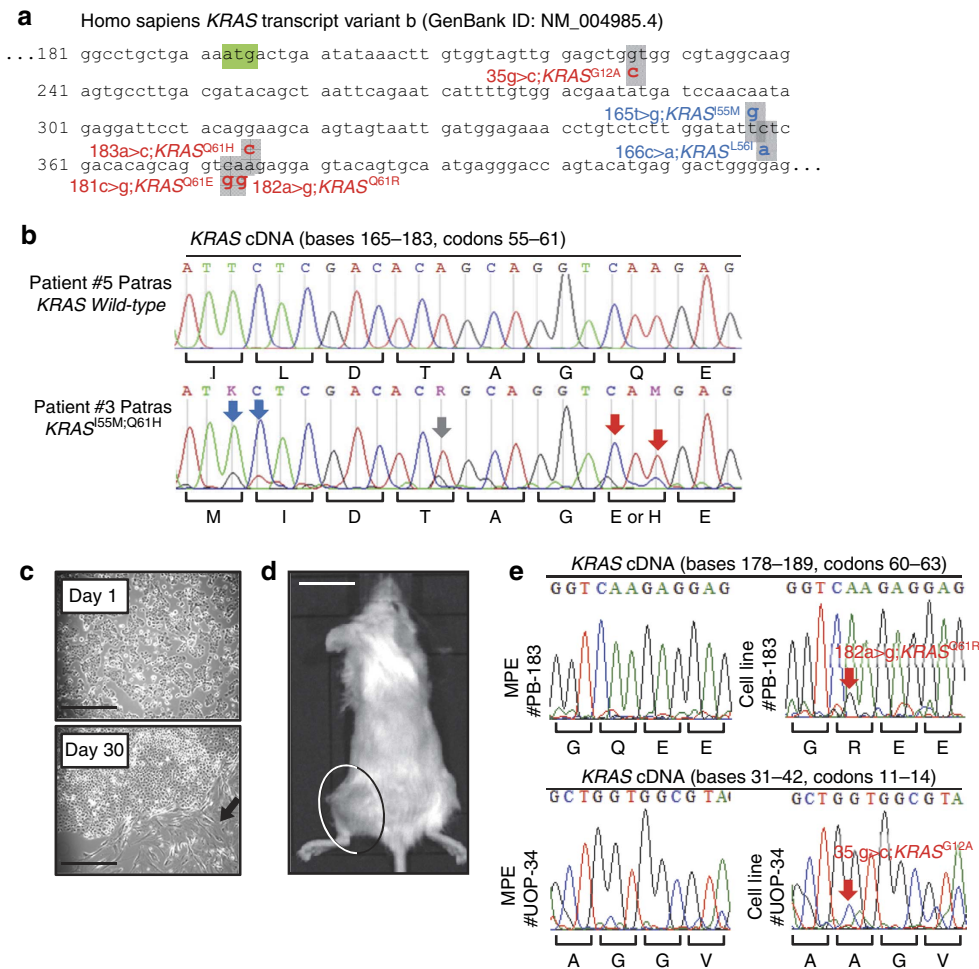 a
Homo sapiens KRAS transcript variant b (GenBank ID: NM_004985.4)
...181 ggcctgctga aaatgactga atataaactt gtggtagttg gagctggtgg cgtaggcaag
35g>c;KRASG12A c
241 agtgccttga cgatacagct aattcagaat cattttgtgg acgaatatga tccaacaata
165t>g;KRASI55M g
301 gaggattcct acaggaagca agtagtaatt gatggagaaa cctgtctctt ggatattctc
183a>c;KRASQ61H c
166c>a;KRASL56I a
361 gacacagcag gtcaagagga gtacagtgca atgagggacc agtacatgag gactggggag...
181c>g;KRASQ61E gg 182a>g;KRASQ61R
b
KRAS cDNA (bases 165–183, codons 55–61)
A T T C T C G A C A C A G C A G G T C A A G A G
Patient #5 Patras
KRAS Wild-type
I L D T A G Q E
A T K C T C G A C A C R G C A G G T C A M G A G
Patient #3 Patras
KRASI55M;Q61H
M I D T A G E or H E
c
Day 1
Day 30
d
e
KRAS cDNA (bases 178–189, codons 60–63)
G G T C A A G A G G A G
G G T C A A G A G G A G
182a>g;KRASQ61R
MPE
#PB-183
Cell line
#PB-183
G Q E E
G R E E
KRAS cDNA (bases 31–42, codons 11–14)
G C T G G T G G C G T A
G C T G G T G G C G T A
35 g>c;KRASG12A
MPE
#UOP-34
Cell line
#UOP-34
A G G V
A A G V